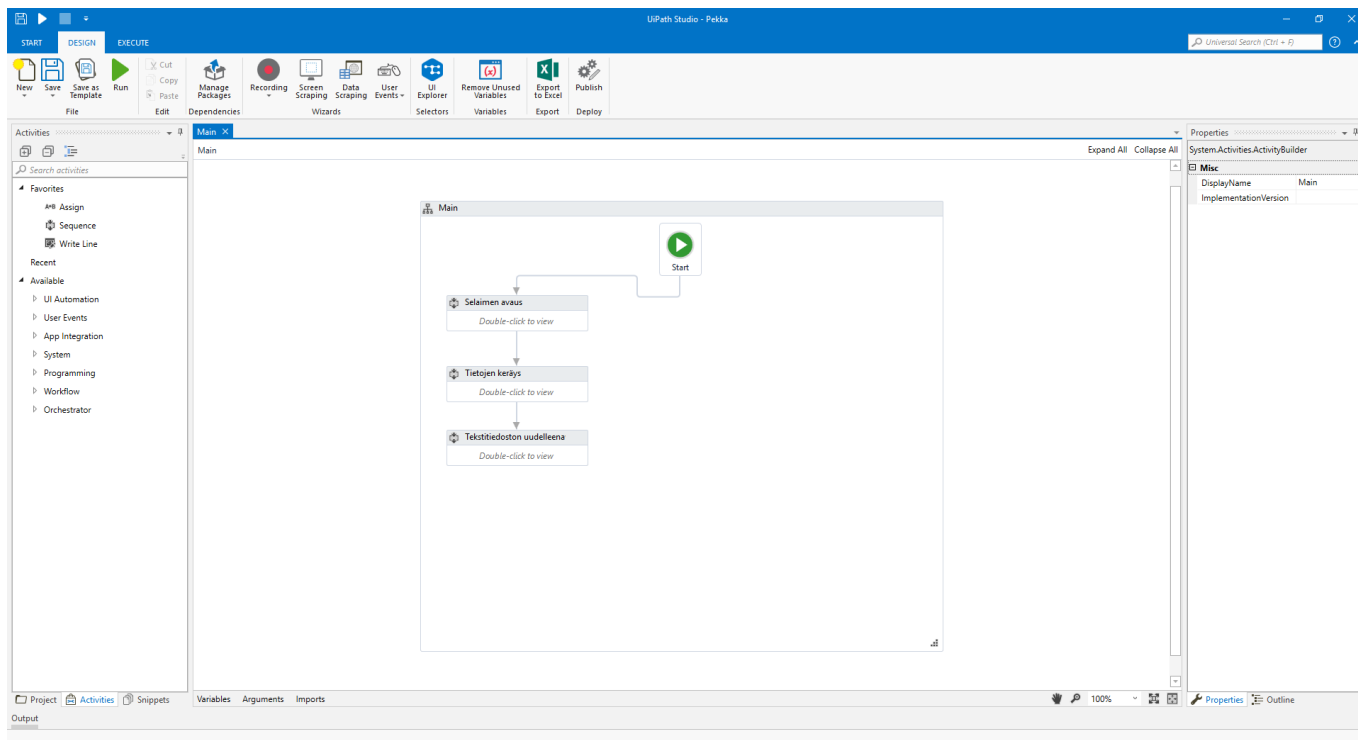 UiPath Studio - Pekka
START DESIGN EXECUTE
Universal Search (Ctrl + F)
New Save Save as Template Run
Cut
Copy
Paste
Manage Packages
Recording Screen Scraping Data Scraping User Events
UI Explorer
Remove Unused Variables
Export to Excel
Publish
File Edit Dependencies Wizards Selectors Variables Export Deploy
Activities
Search activities
Favorites
A+B Assign
Sequence
Write Line
Recent
Available
UI Automation
User Events
App Integration
System
Programming
Workflow
Orchestrator
Project Activities Snippets
Main
Main
Expand All Collapse All
Main
Start
Selaimen avaus
Double-click to view
Tietojen keräys
Double-click to view
Tekstitiedoston uudelleena
Double-click to view
Variables Arguments Imports
100%
Properties
System.Activities.ActivityBuilder
Misc
DisplayName Main
ImplementationVersion
Properties Outline
Output